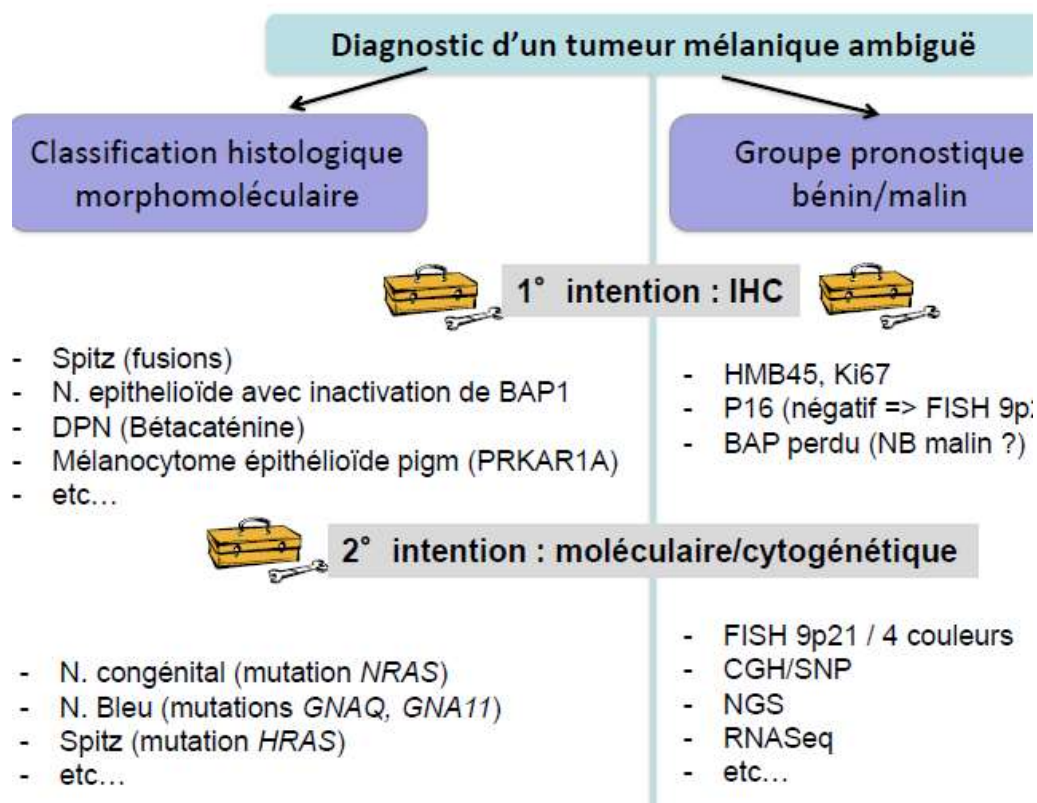 Diagnostic d’un tumeur mélanique ambiguë
Classification histologique
morphomoléculaire
Groupe pronostique
bénin/malin
1° intention : IHC
- Spitz (fusions)
- N. epithelioïde avec inactivation de BAP1
- DPN (Bétacaténine)
- Mélanocytome épithélioïde pigm (PRKAR1A)
- etc…
- HMB45, Ki67
- P16 (négatif => FISH
- BAP perdu (NB malin ?)
2° intention : moléculaire/cytogénétique
- N. congénital (mutation NRAS)
- N. Bleu (mutations GNAQ, GNA11)
- Spitz (mutation HRAS)
- etc…
- FISH 9p21 / 4 couleurs
- CGH/SNP
- NGS
- RNASeq
- etc…